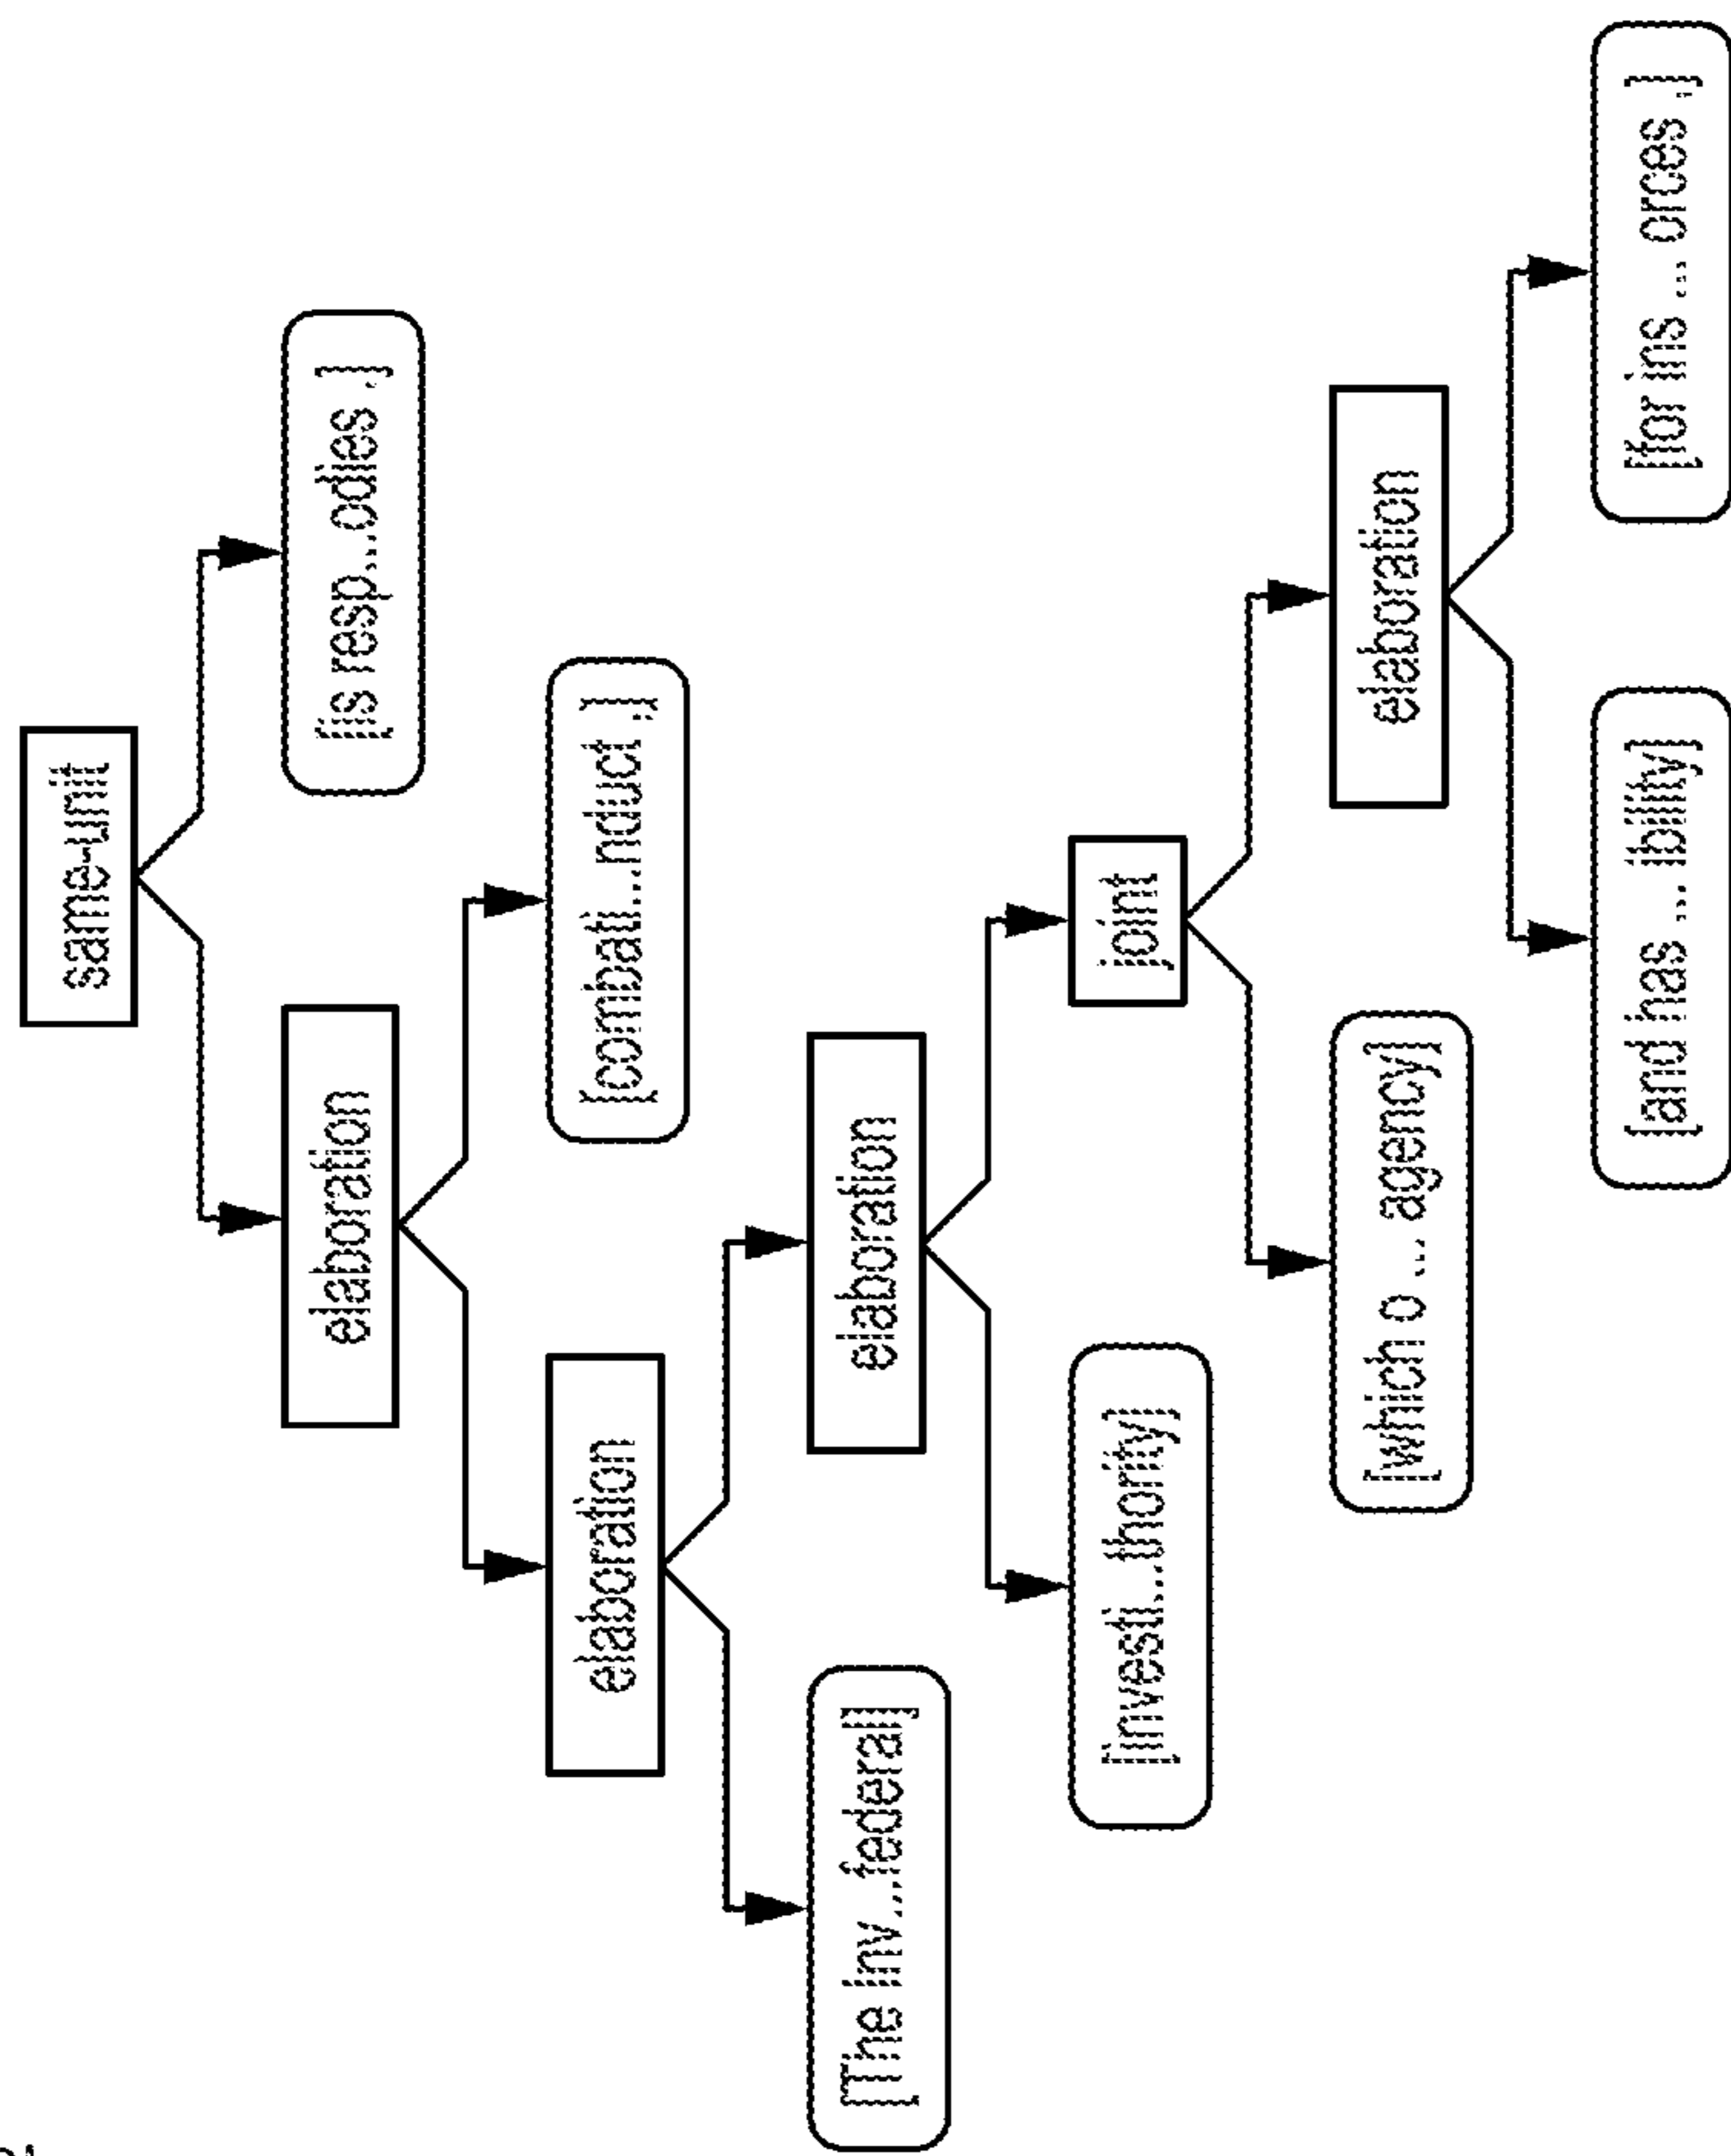 same-unit
elaboration
[is resp...odies ,]
elaboration
[combati...nduct ,]
[The Inv...federal]
elaboration
[investi...thority]
joint
[which o ... agency]
elaboration
[and has ... ibility]
[for ins ... orces ,]